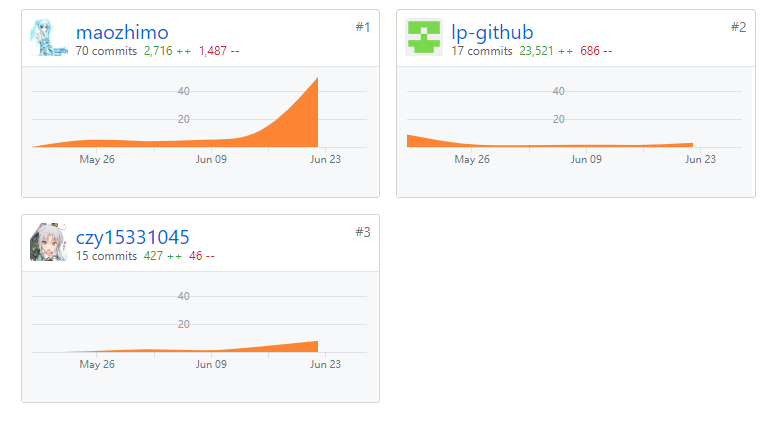 maozhimo #1
70 commits 2,716 ++ 1,487 --
40
20
May 26 Jun 09 Jun 23
lp-github #2
17 commits 23,521 ++ 686 --
40
20
May 26 Jun 09 Jun 23
czy15331045 #3
15 commits 427 ++ 46 --
40
20
May 26 Jun 09 Jun 23